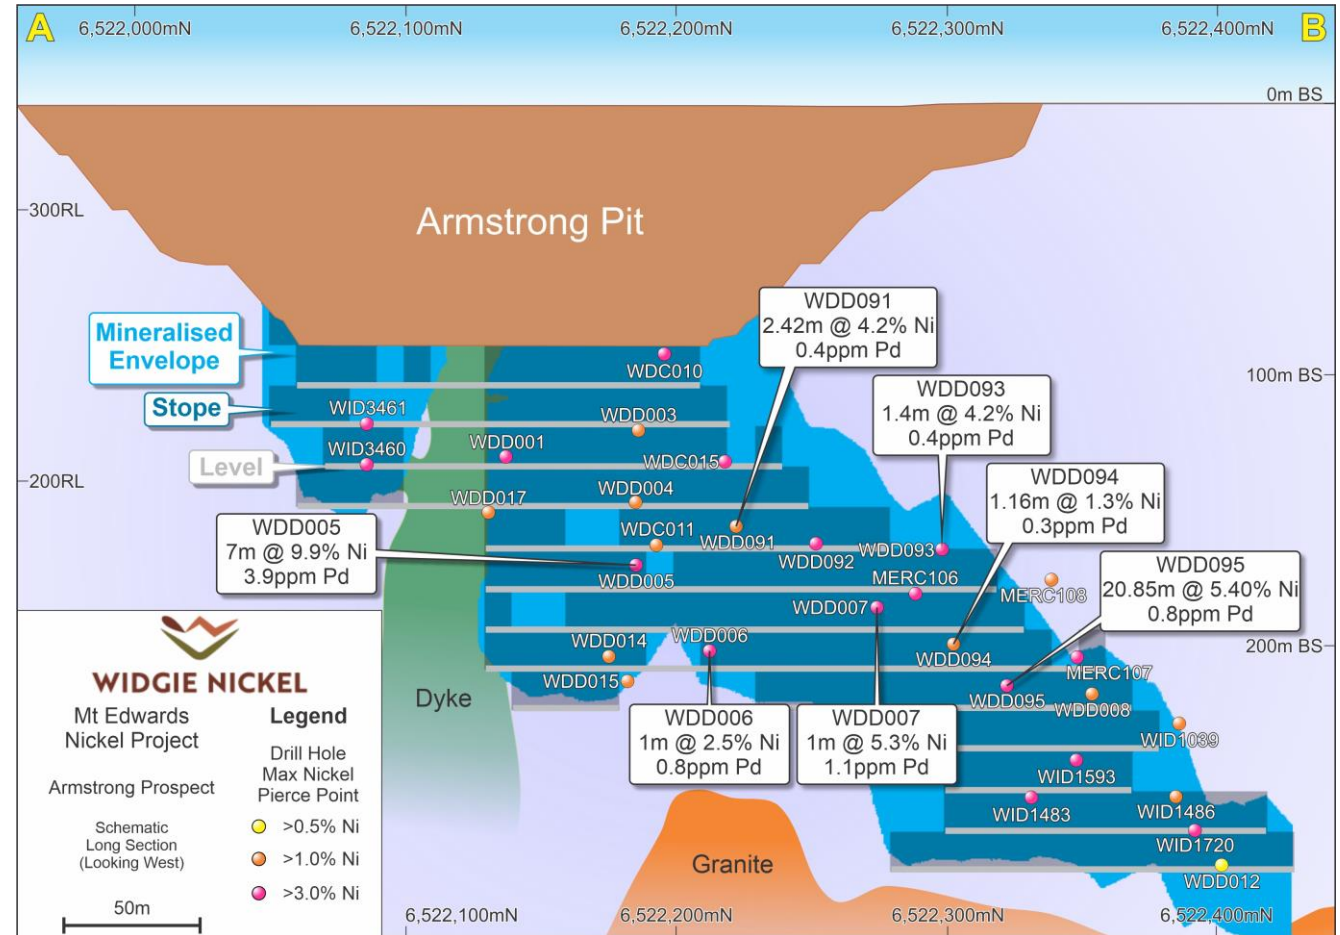 A
6,522,000mN
6,522,100mN
6,522,200mN
6,522,300mN
6,522,400mN
B
0m BS
300RL
Armstrong Pit
Mineralised
Envelope
WDD091
2.42m @ 4.2% Ni
0.4ppm Pd
WDC010
100m BS
WDD093
1.4m @ 4.2% Ni
0.4ppm Pd
Stope
WID3461
WDD003
WID3460
WDD001
WDC015
Level
200RL
WDD094
1.16m @ 1.3% Ni
0.3ppm Pd
WDD017
WDD004
WDC011
WDD091
WDD092
WDD093
WDD005
7m @ 9.9% Ni
3.9ppm Pd
WDD005
MERC106
MERC108
WDD095
20.85m @ 5.40% Ni
0.8ppm Pd
WDD007
WDD014
WDD006
WDD094
200m BS
WDD015
MERC107
WDD095
WDD008
Dyke
WDD006
1m @ 2.5% Ni
0.8ppm Pd
WDD007
1m @ 5.3% Ni
1.1ppm Pd
WID1039
WID1593
WID1483
WID1486
WID1720
WDD012
Granite
WIDGIE NICKEL
Mt Edwards
Nickel Project
Armstrong Prospect
Schematic
Long Section
(Looking West)
50m
Legend
Drill Hole
Max Nickel
Pierce Point
>0.5% Ni
>1.0% Ni
>3.0% Ni
6,522,100mN
6,522,200mN
6,522,300mN
6,522,400mN